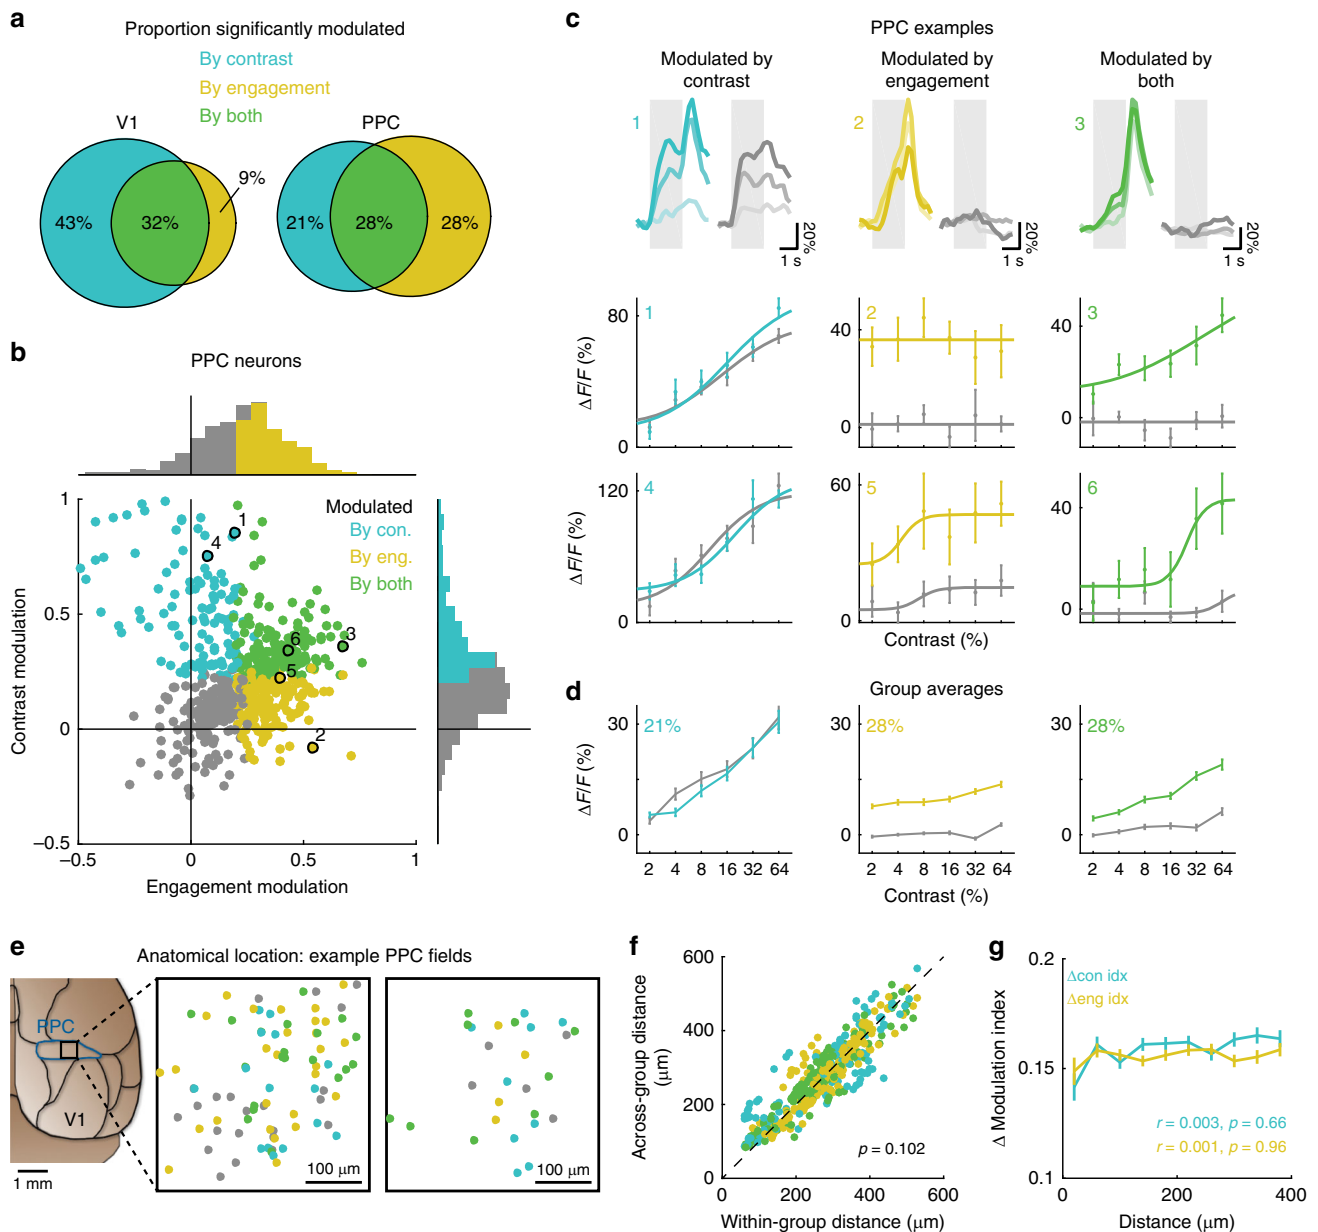 a
Proportion significantly modulated
By contrast
By engagement
By both
V1
PPC
43%
32%
9%
21%
28%
28%
b
PPC neurons
Modulated
By con.
By eng.
By both
1
4
6
3
5
2
1
0.5
0
−0.5
−0.5
0
0.5
1
Contrast modulation
Engagement modulation
c
PPC examples
Modulated by contrast
Modulated by engagement
Modulated by both
1
20%
1 s
2
20%
1 s
3
20%
1 s
ΔF/F (%)
80
0
1
40
0
2
40
0
3
ΔF/F (%)
120
0
4
60
0
5
Contrast (%)
40
0
6
d
Group averages
ΔF/F (%)
30
0
21%
2 4 8 16 32 64
30
0
28%
2 4 8 16 32 64
Contrast (%)
30
0
28%
2 4 8 16 32 64
e
Anatomical location: example PPC fields
PPC
V1
1 mm
100 μm
100 μm
f
Across-group distance (μm)
600
400
200
0
0 200 400 600
p = 0.102
Within-group distance (μm)
g
Δ Modulation index
0.2
0.15
0.1
Δcon idx
Δeng idx
r = 0.003, p = 0.66
r = 0.001, p = 0.96
0 200 400
Distance (μm)